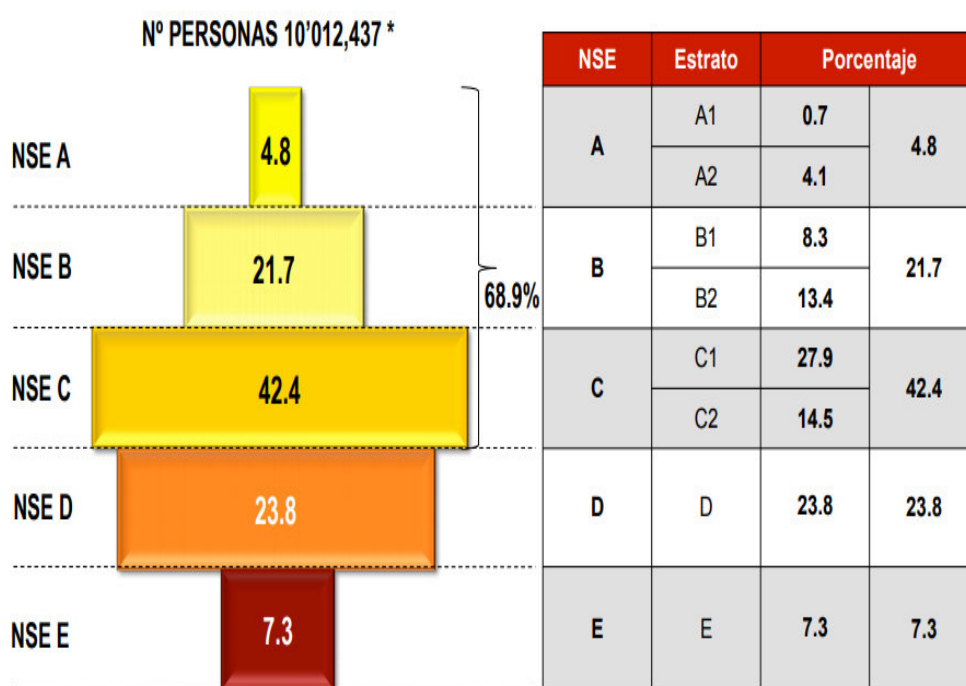 Nº PERSONAS 10’012,437 *
NSE A
4.8
NSE B
21.7
68.9%
NSE C
42.4
NSE D
23.8
NSE E
7.3
NSE Estrato Porcentaje
A A1 0.7 4.8
A2 4.1
B B1 8.3 21.7
B2 13.4
C C1 27.9 42.4
C2 14.5
D D 23.8 23.8
E E 7.3 7.3